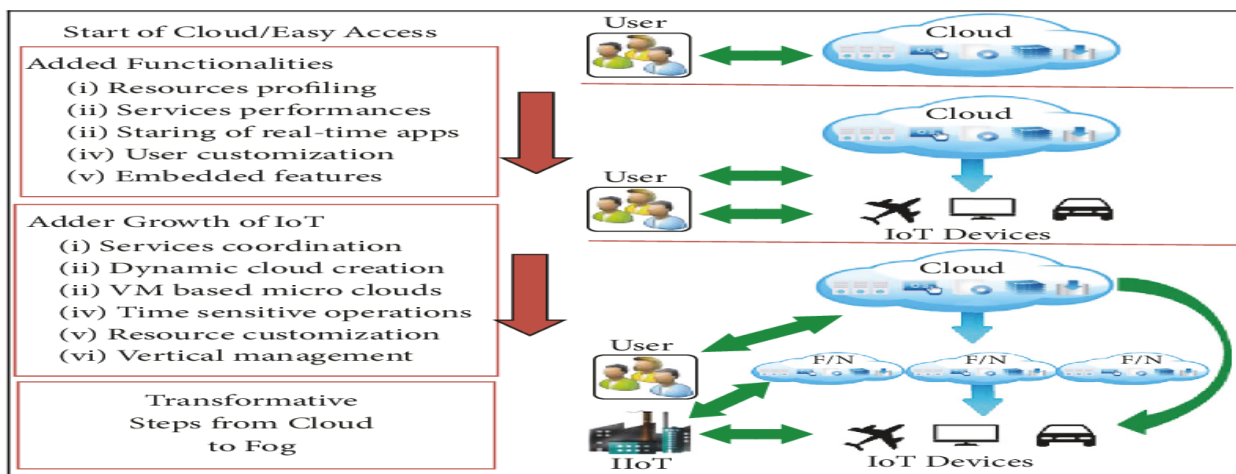 Start of Cloud/Easy Access
Added Functionalities
(i) Resources profiling
(ii) Services performances
(ii) Staring of real-time apps
(iv) User customization
(v) Embedded features
Adder Growth of IoT
(i) Services coordination
(ii) Dynamic cloud creation
(ii) VM based micro clouds
(iv) Time sensitive operations
(v) Resource customization
(vi) Vertical management
Transformative
Steps from Cloud
to Fog
User
Cloud
Cloud
User
IoT Devices
Cloud
User
F/N
F/N
F/N
IIoT
IoT Devices